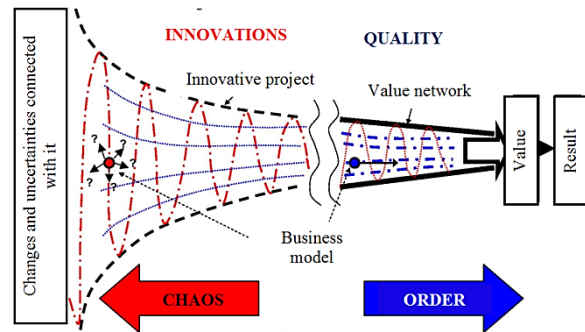 INNOVATIONS
QUALITY
Innovative project
Value network
Changes and uncertainties connected
with it
?
?
?
?
?
?
Value
Result
Business
model
CHAOS
ORDER